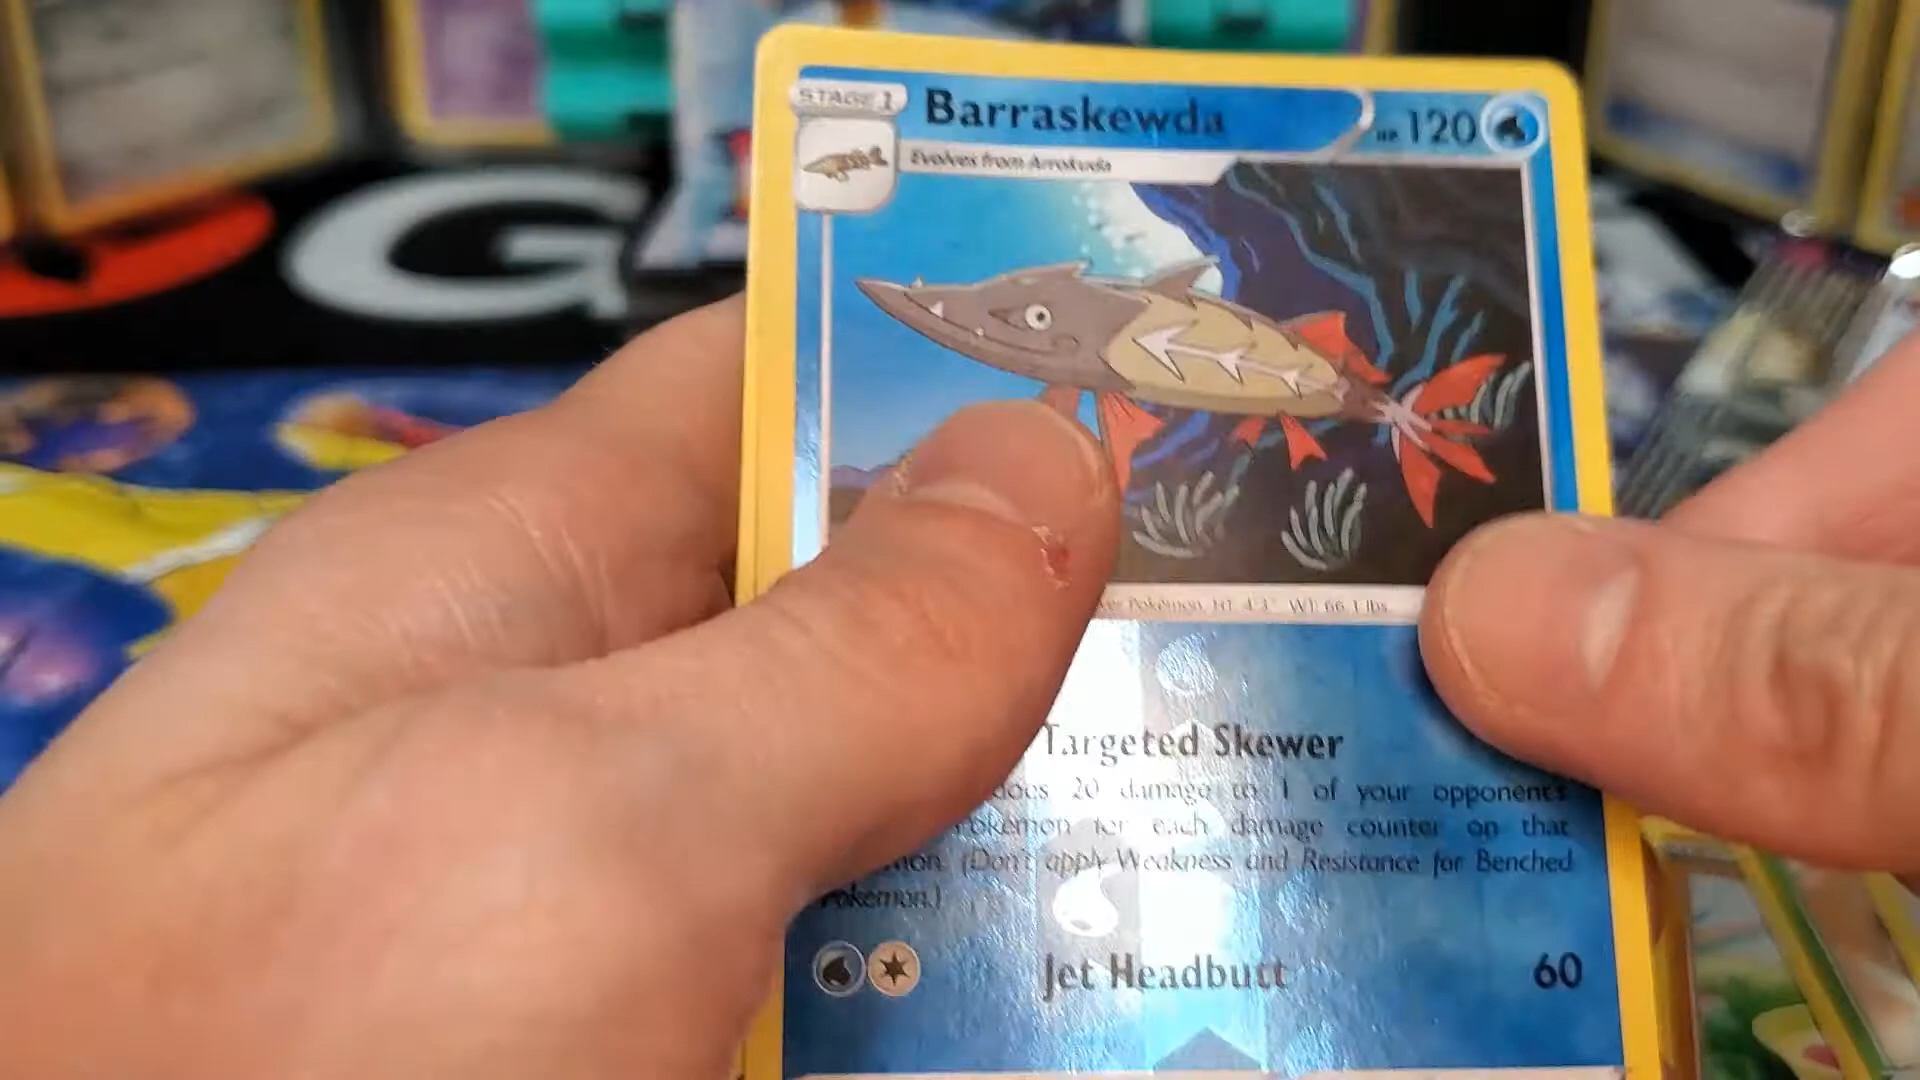 STAGE 1
Barraskewda
HP 120
Evolves from Arrokuda
Pokémon. HT: 4'3" WT: 66.1 lbs.
Targeted Skewer
does 20 damage to 1 of your opponent's
Pokémon for each damage counter on that
(Don't apply Weakness and Resistance for Benched
Pokémon.)
Jet Headbutt 60
G